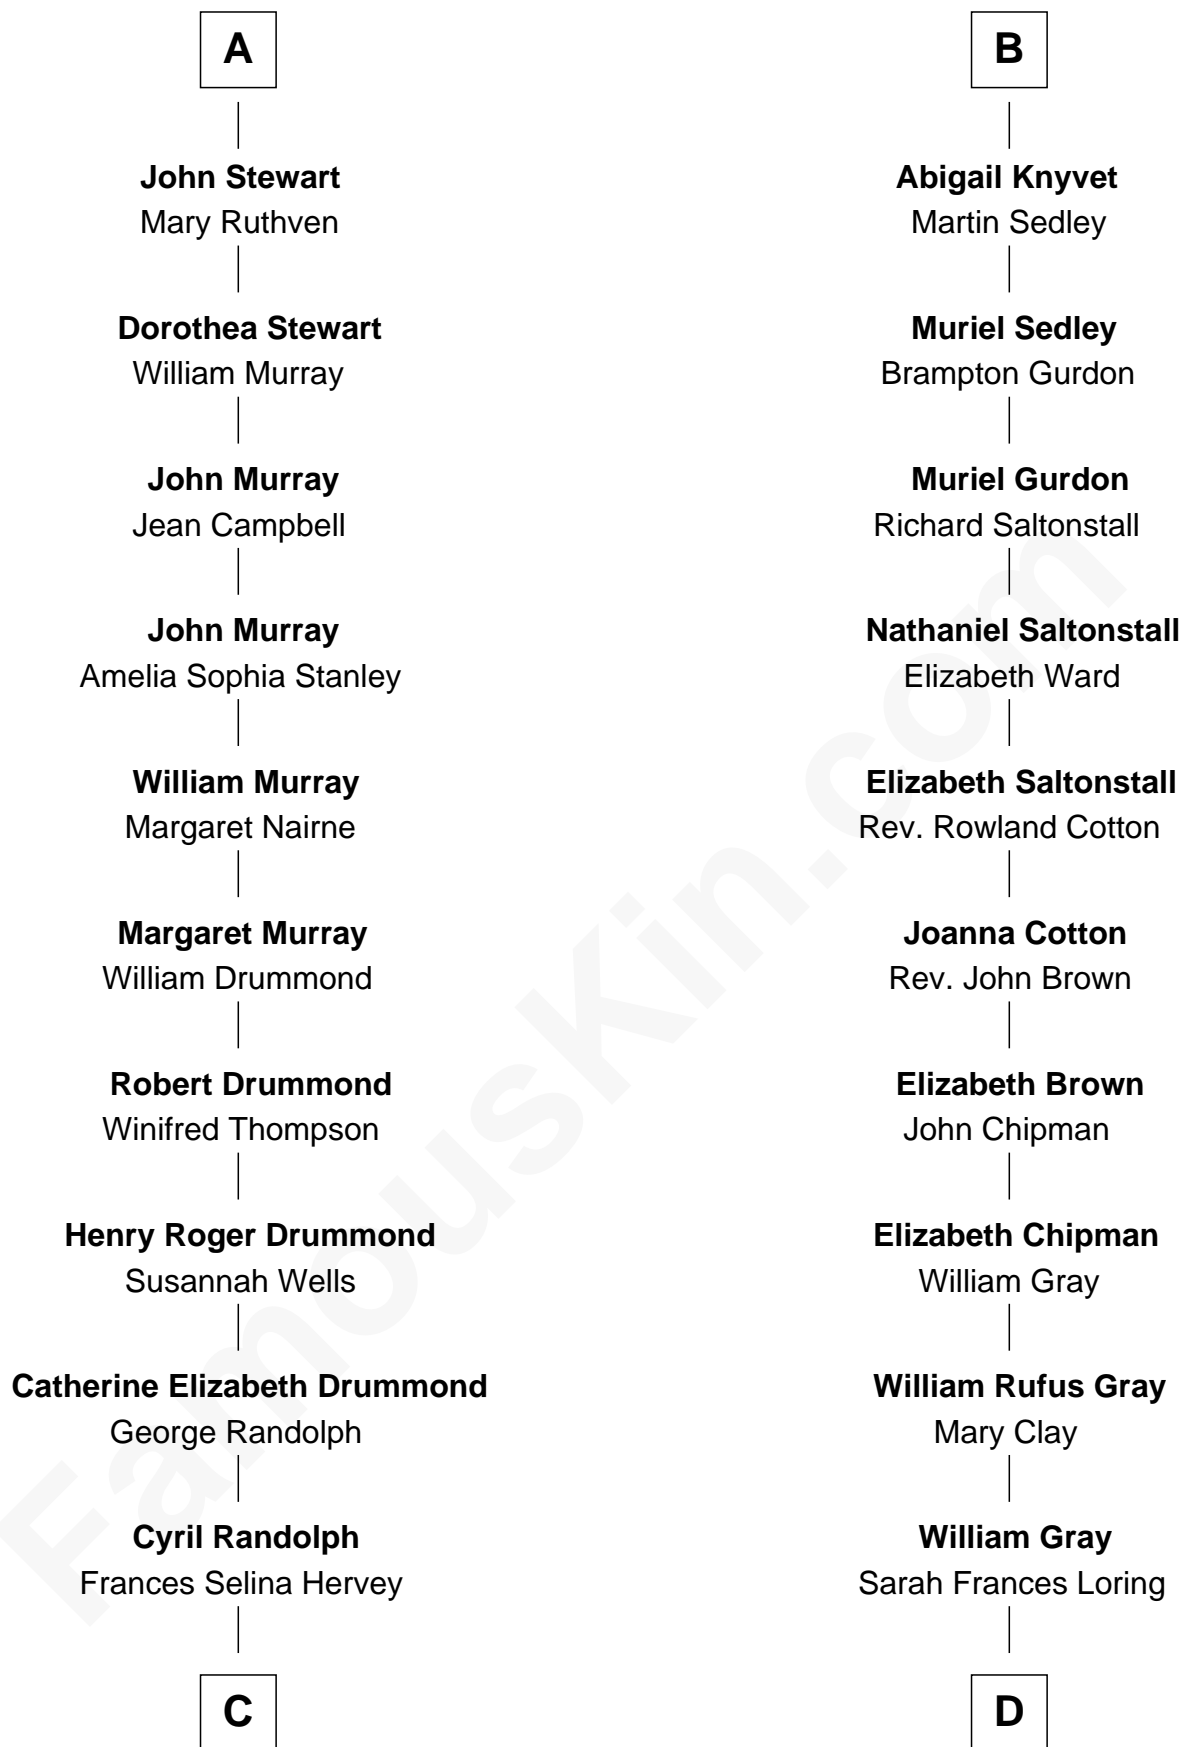 A
John Stewart
Mary Ruthven
Dorothea Stewart
William Murray
John Murray
Jean Campbell
John Murray
Amelia Sophia Stanley
William Murray
Margaret Nairne
Margaret Murray
William Drummond
Robert Drummond
Winifred Thompson
Henry Roger Drummond
Susannah Wells
Catherine Elizabeth Drummond
George Randolph
Cyril Randolph
Frances Selina Hervey
C
B
Abigail Knyvet
Martin Sedley
Muriel Sedley
Brampton Gurdon
Muriel Gurdon
Richard Saltonstall
Nathaniel Saltonstall
Elizabeth Ward
Elizabeth Saltonstall
Rev. Rowland Cotton
Joanna Cotton
Rev. John Brown
Elizabeth Brown
John Chipman
Elizabeth Chipman
William Gray
William Rufus Gray
Mary Clay
William Gray
Sarah Frances Loring
D
FamousKin.com